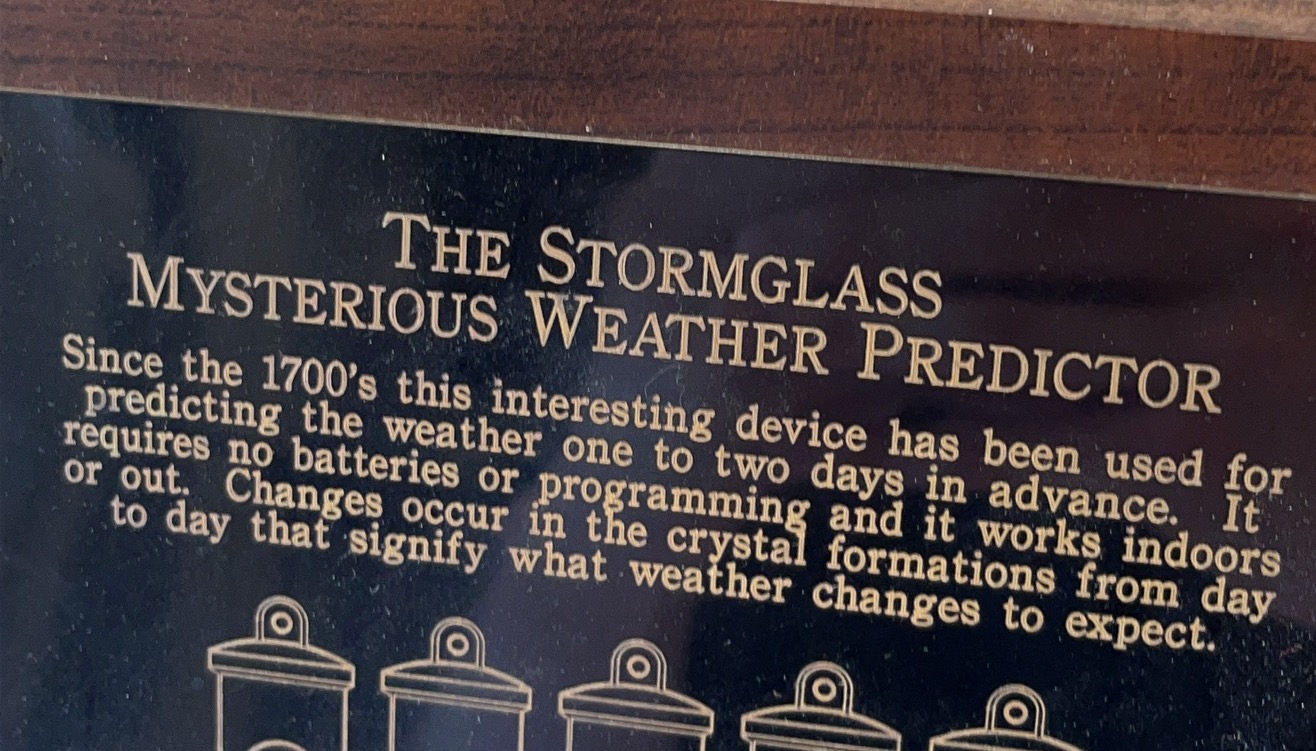 THE STORMGLASS
MYSTERIOUS WEATHER PREDICTOR
Since the 1700's this interesting device has been used for
predicting the weather one to two days in advance. It
requires no batteries or programming and it works indoors
or out. Changes occur in the crystal formations from day
to day that signify what weather changes to expect.